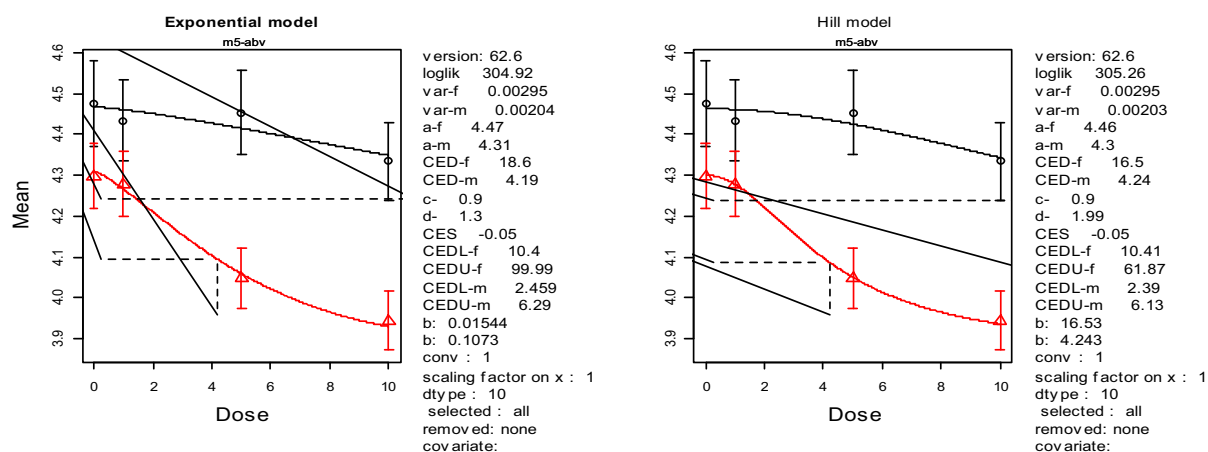 Exponential model
m5-abv
Mean
4.6
4.5
4.4
4.3
4.2
4.1
4.0
3.9
0 2 4 6 8 10
Dose
version: 62.6
loglik 304.92
var-f 0.00295
var-m 0.00204
a-f 4.47
a-m 4.31
CED-f 18.6
CED-m 4.19
c- 0.9
d- 1.3
CES -0.05
CEDL-f 10.4
CEDU-f 99.99
CEDL-m 2.459
CEDU-m 6.29
b: 0.01544
b: 0.1073
conv : 1
scaling factor on x : 1
dtype : 10
selected : all
removed: none
covariate:
Hill model
m5-abv
4.6
4.5
4.4
4.3
4.2
4.1
4.0
3.9
0 2 4 6 8 10
Dose
version: 62.6
loglik 305.26
var-f 0.00295
var-m 0.00203
a-f 4.46
a-m 4.3
CED-f 16.5
CED-m 4.24
c- 0.9
d- 1.99
CES -0.05
CEDL-f 10.41
CEDU-f 61.87
CEDL-m 2.39
CEDU-m 6.13
b: 16.53
b: 4.243
conv : 1
scaling factor on x : 1
dtype : 10
selected : all
removed: none
covariate: